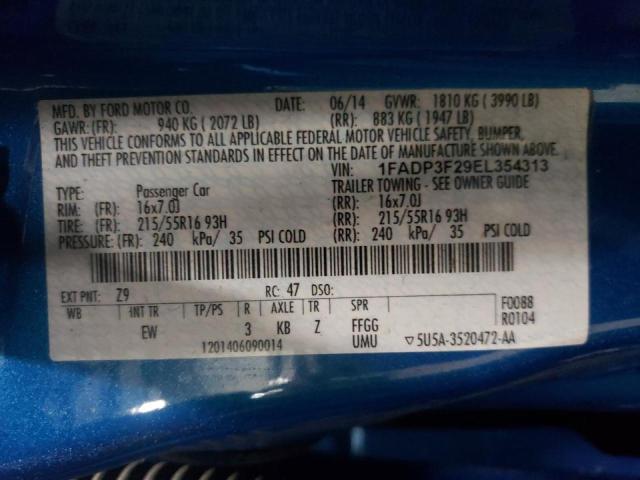 MFD. BY FORD MOTOR CO. DATE: 06/14 GVWR: 1810 KG ( 3990 LB)
GAWR: (FR): 940 KG ( 2072 LB) (RR): 883 KG ( 1947 LB)
THIS VEHICLE CONFORMS TO ALL APPLICABLE FEDERAL MOTOR VEHICLE SAFETY, BUMPER,
AND THEFT PREVENTION STANDARDS IN EFFECT ON THE DATE OF MANUFACTURE SHOWN ABOVE.
VIN: 1FADP3F29EL354313
TYPE: Passenger Car TRAILER TOWING - SEE OWNER GUIDE
RIM: (FR): 16x7.0J (RR): 16x7.0J
TIRE: (FR): 215/55R16 93H (RR): 215/55R16 93H
PRESSURE: (FR): 240 kPa/ 35 PSI COLD (RR): 240 kPa/ 35 PSI COLD
EXT PNT: Z9 RC: 47 DSO:
WB INT TR TP/PS R AXLE TR SPR F0088
EW 3 KB Z FFGG R0104
1201406090014 UMU ▽5U5A-3520472-AA